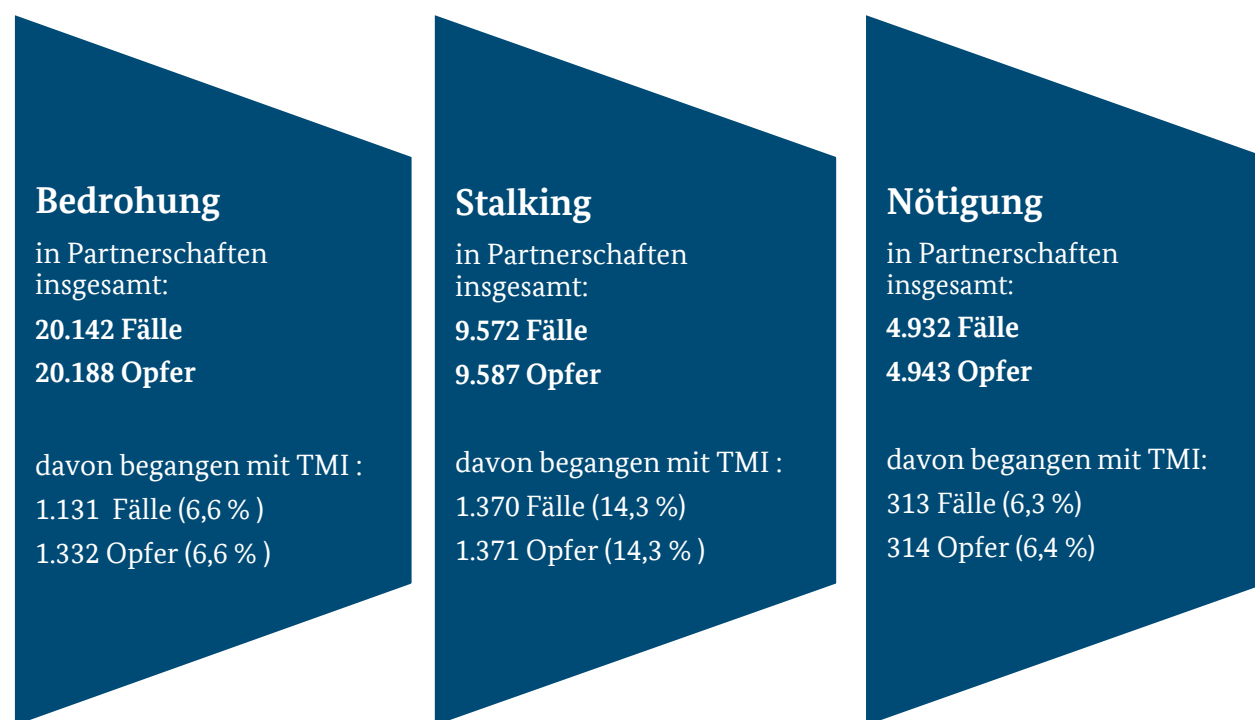 Bedrohung
in Partnerschaften
insgesamt:
20.142 Fälle
20.188 Opfer
davon begangen mit TMI :
1.131  Fälle (6,6 % )
1.332 Opfer (6,6 % )
Stalking
in Partnerschaften
insgesamt:
9.572 Fälle
9.587 Opfer
davon begangen mit TMI :
1.370 Fälle (14,3 %)
1.371 Opfer (14,3 % )
Nötigung
in Partnerschaften
insgesamt:
4.932 Fälle
4.943 Opfer
davon begangen mit TMI:
313 Fälle (6,3 %)
314 Opfer (6,4 %)